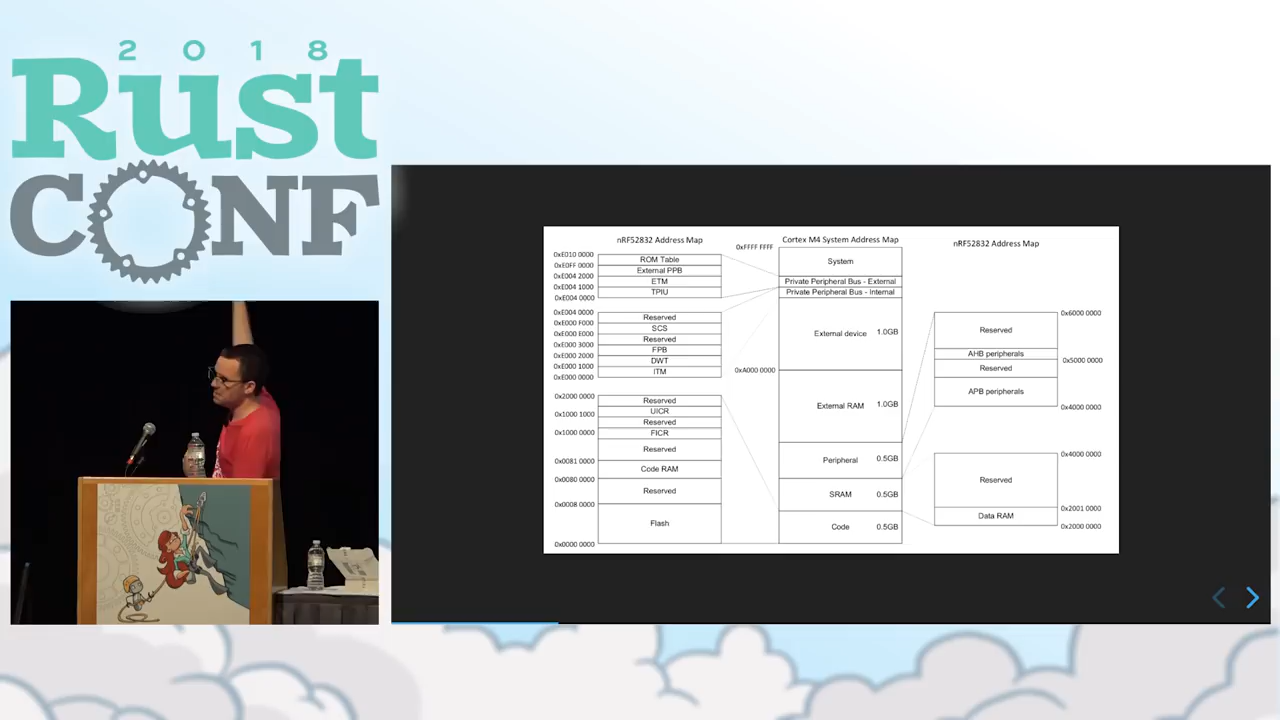 2018
Rust
CONF
nRF52832 Address Map
0xE010 0000
ROM Table
0xE0FF 0000
External PPB
0xE004 2000
ETM
0xE004 1000
TPIU
0xE004 0000
0xE004 0000
Reserved
0xE000 F000
SCS
0xE000 E000
Reserved
0xE000 3000
FPB
0xE000 2000
DWT
0xE000 1000
ITM
0xE000 0000
0x2000 0000
Reserved
UICR
0x1000 1000
Reserved
FICR
0x1000 0000
Reserved
0x0081 0000
Code RAM
0x0080 0000
Reserved
0x0008 0000
Flash
0x0000 0000
Cortex M4 System Address Map
0xFFFF FFFF
System
Private Peripheral Bus - External
Private Peripheral Bus - Internal
External device 1.0GB
0xA000 0000
External RAM 1.0GB
Peripheral 0.5GB
SRAM 0.5GB
Code 0.5GB
nRF52832 Address Map
0x6000 0000
Reserved
AHB peripherals
0x5000 0000
Reserved
APB peripherals
0x4000 0000
0x4000 0000
Reserved
0x2001 0000
Data RAM
0x2000 0000